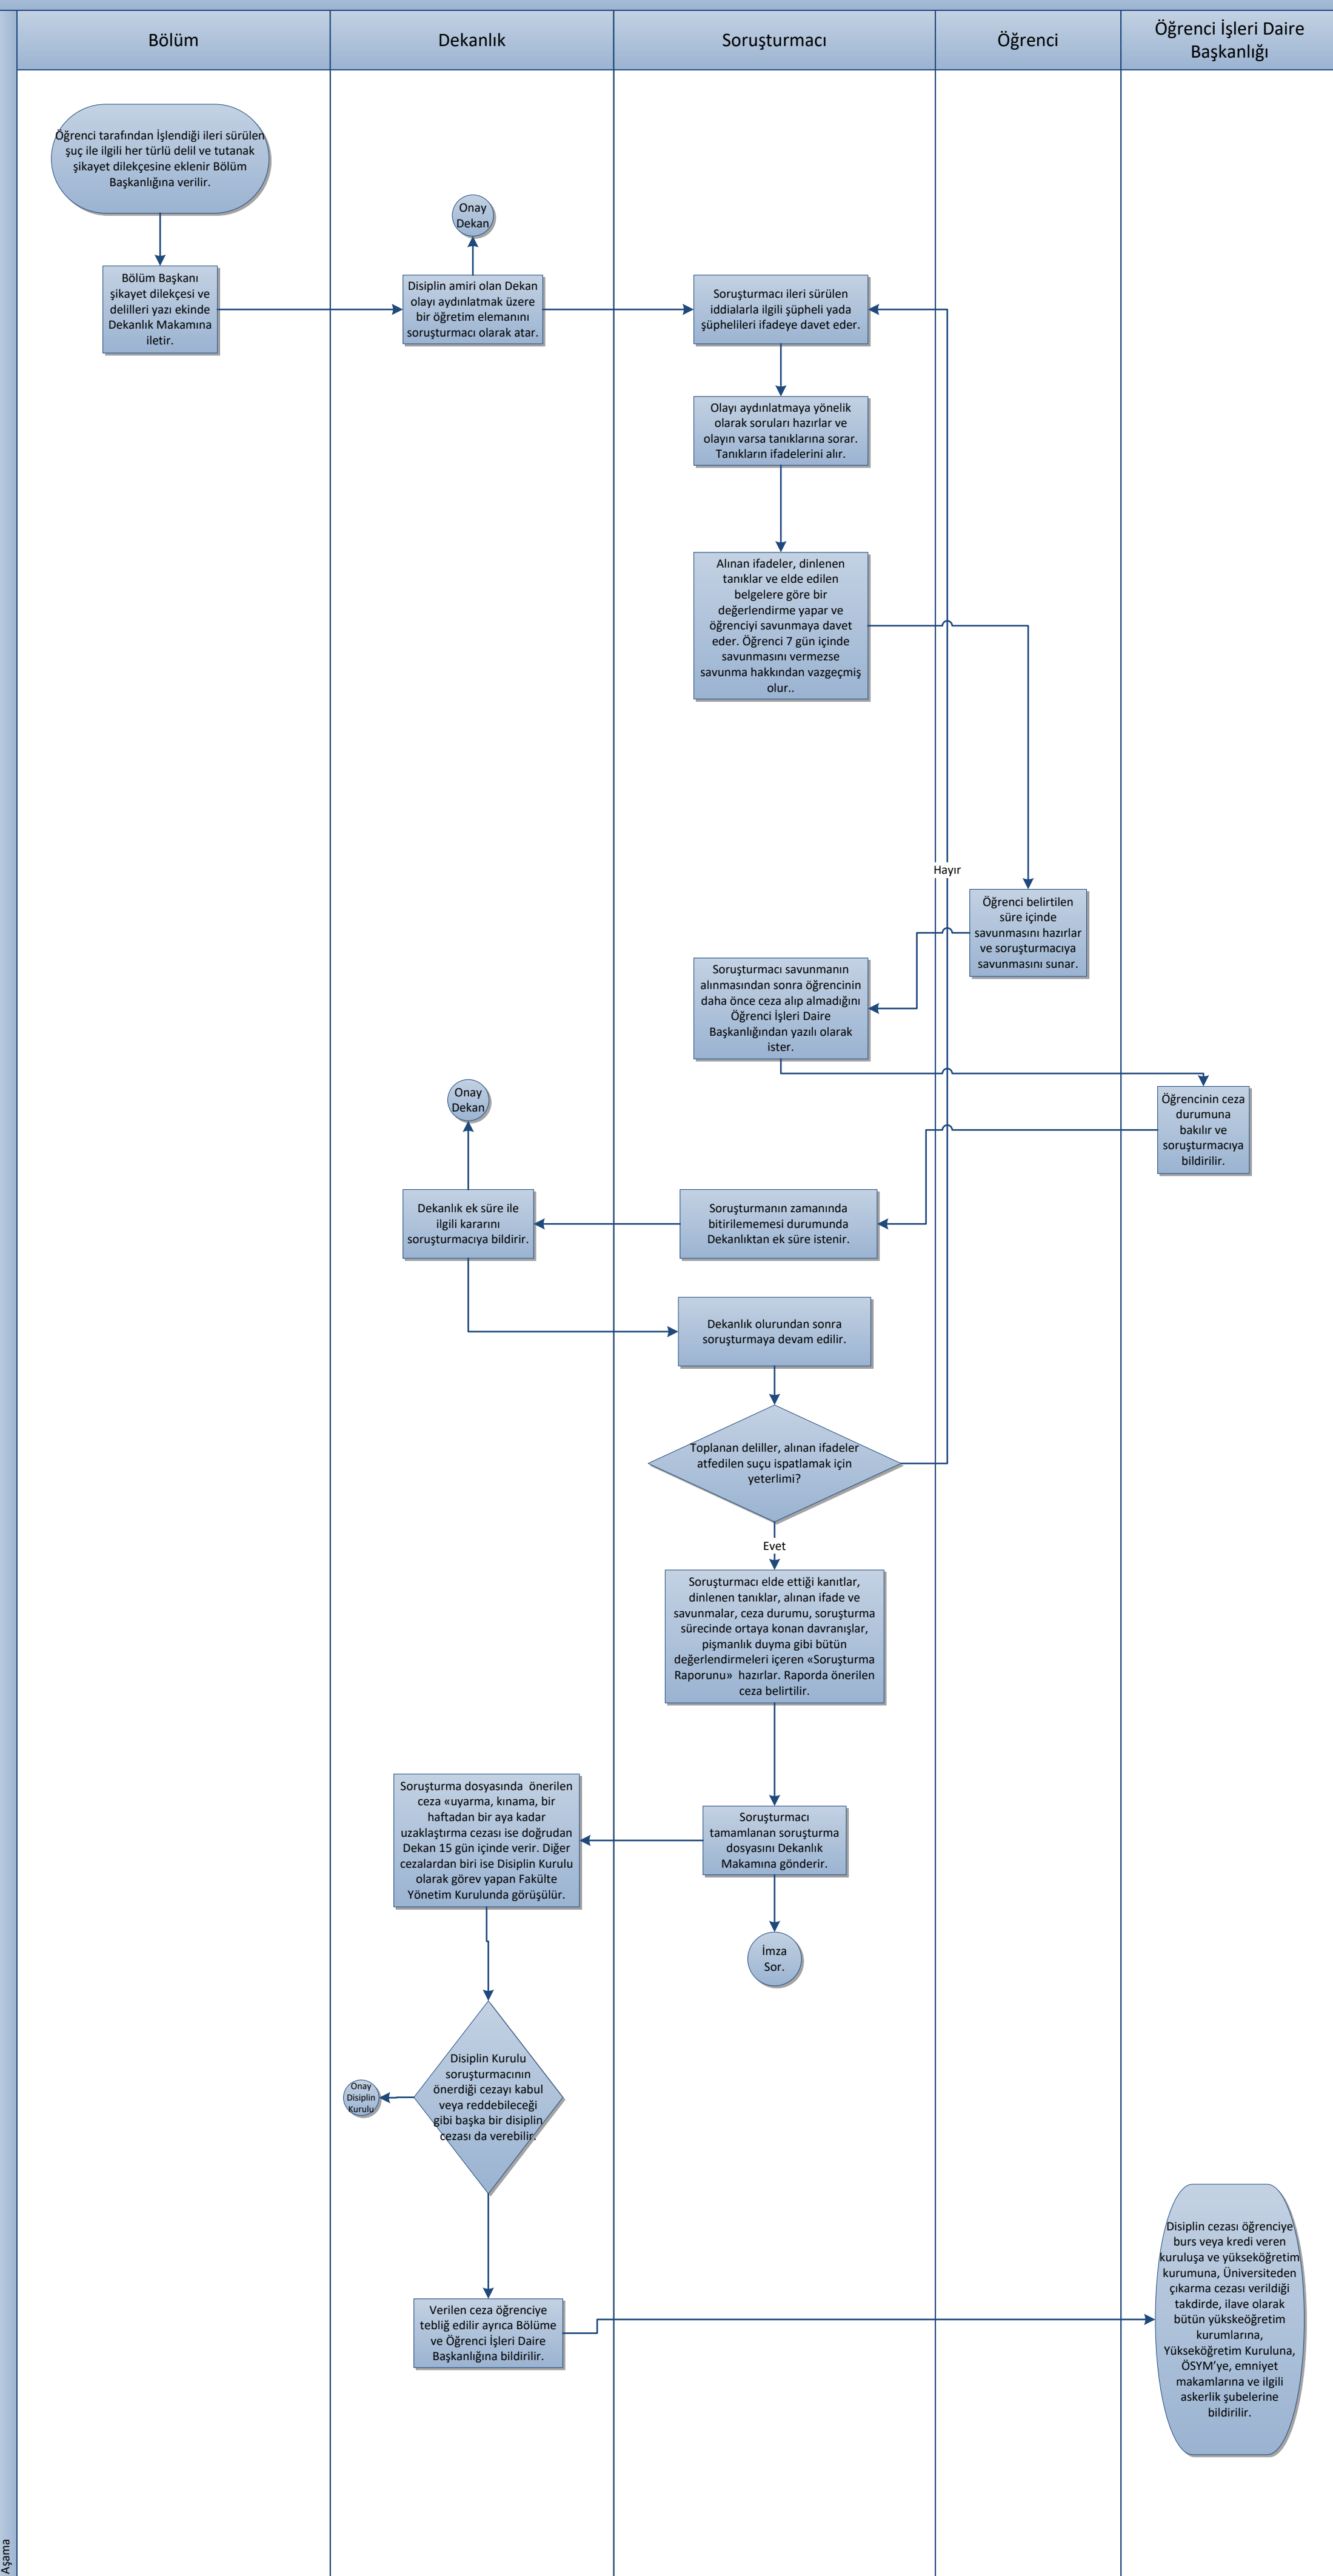 Bölüm
Dekanlık
Soruşturmacı
Öğrenci
Öğrenci İşleri Daire
Başkanlığı
Öğrenci tarafından İşlendiği ileri sürülen
şuç ile ilgili her türlü delil ve tutanak
şikayet dilekçesine eklenir Bölüm
Başkanlığına verilir.
Onay
Dekan
Bölüm Başkanı
şikayet dilekçesi ve
delilleri yazı ekinde
Dekanlık Makamına
iletir.
Disiplin amiri olan Dekan
olayı aydınlatmak üzere
bir öğretim elemanını
soruşturmacı olarak atar.
Soruşturmacı ileri sürülen
iddialarla ilgili şüpheli yada
şüphelileri ifadeye davet eder.
Olayı aydınlatmaya yönelik
olarak soruları hazırlar ve
olayın varsa tanıklarına sorar.
Tanıkların ifadelerini alır.
Alınan ifadeler, dinlenen
tanıklar ve elde edilen
belgelere göre bir
değerlendirme yapar ve
öğrenciyi savunmaya davet
eder. Öğrenci 7 gün içinde
savunmasını vermezse
savunma hakkından vazgeçmiş
olur..
Hayır
Öğrenci belirtilen
süre içinde
savunmasını hazırlar
ve soruşturmacıya
savunmasını sunar.
Soruşturmacı savunmanın
alınmasından sonra öğrencinin
daha önce ceza alıp almadığını
Öğrenci İşleri Daire
Başkanlığından yazılı olarak
ister.
Onay
Dekan
Öğrencinin ceza
durumuna
bakılır ve
soruşturmacıya
bildirilir.
Dekanlık ek süre ile
ilgili kararını
soruşturmacıya bildirir.
Soruşturmanın zamanında
bitirilememesi durumunda
Dekanlıktan ek süre istenir.
Dekanlık olurundan sonra
soruşturmaya devam edilir.
Toplanan deliller, alınan ifadeler
atfedilen suçu ispatlamak için
yeterlimi?
Evet
Soruşturmacı elde ettiği kanıtlar,
dinlenen tanıklar, alınan ifade ve
savunmalar, ceza durumu, soruşturma
sürecinde ortaya konan davranışlar,
pişmanlık duyma gibi bütün
değerlendirmeleri içeren «Soruşturma
Raporunu»  hazırlar. Raporda önerilen
ceza belirtilir.
Soruşturma dosyasında  önerilen
ceza «uyarma, kınama, bir
haftadan bir aya kadar
uzaklaştırma cezası ise doğrudan
Dekan 15 gün içinde verir. Diğer
cezalardan biri ise Disiplin Kurulu
olarak görev yapan Fakülte
Yönetim Kurulunda görüşülür.
Soruşturmacı
tamamlanan soruşturma
dosyasını Dekanlık
Makamına gönderir.
İmza
Sor.
Disiplin Kurulu
soruşturmacının
önerdiği cezayı kabul
veya reddebileceği
gibi başka bir disiplin
cezası da verebilir.
Onay
Disiplin
Kurulu
Verilen ceza öğrenciye
tebliğ edilir ayrıca Bölüme
ve Öğrenci İşleri Daire
Başkanlığına bildirilir.
Disiplin cezası öğrenciye
burs veya kredi veren
kuruluşa ve yükseköğretim
kurumuna, Üniversiteden
çıkarma cezası verildiği
takdirde, ilave olarak
bütün yükskeöğretim
kurumlarına,
Yükseköğretim Kuruluna,
ÖSYM'ye, emniyet
makamlarına ve ilgili
askerlik şubelerine
bildirilir.
Aşama